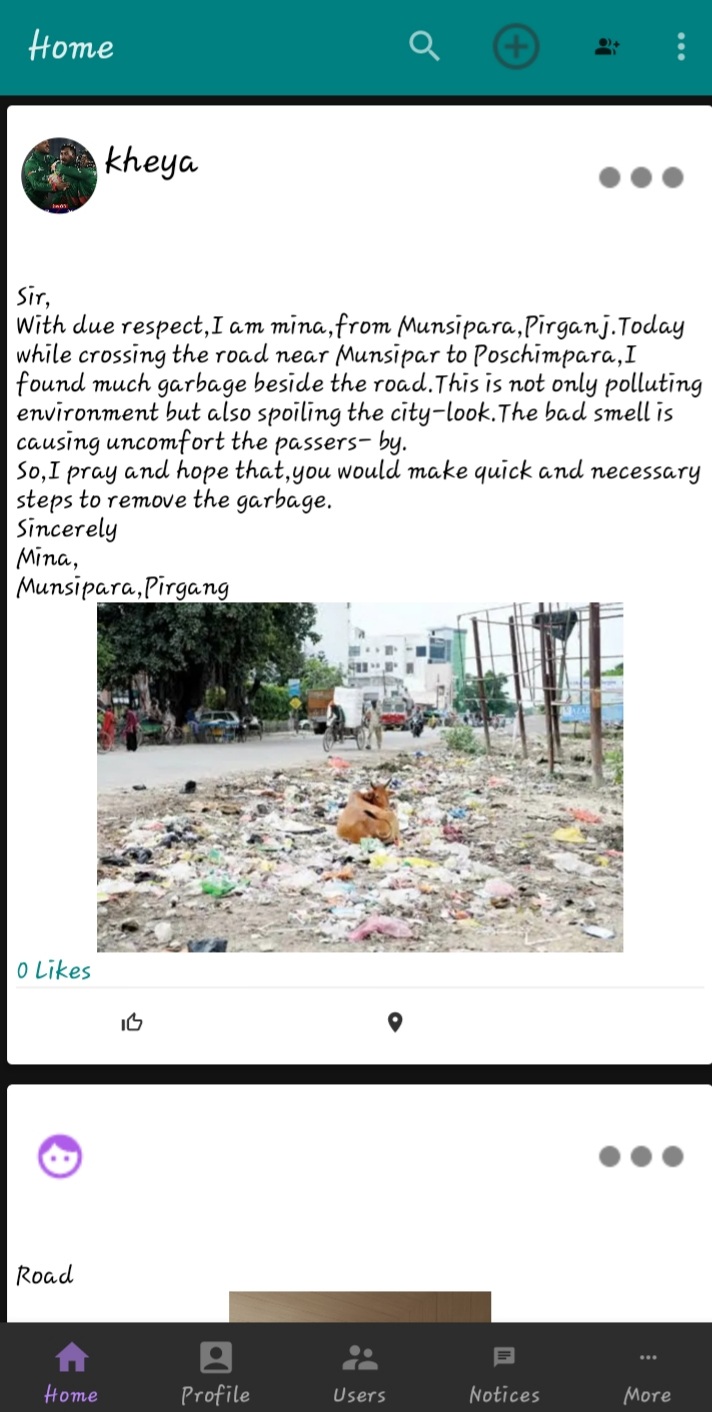 Home
kheya
Sir,
With due respect,I am mina,from Munsipara,Pirganj.Today
while crossing the road near Munsipar to Poschimpara,I
found much garbage beside the road.This is not only polluting
environment but also spoiling the city-look.The bad smell is
causing uncomfort the passers- by.
So,I pray and hope that,you would make quick and necessary
steps to remove the garbage.
Sincerely
Mina,
Munsipara,Pirgang
0 Likes
Road
Home Profile Users Notices More